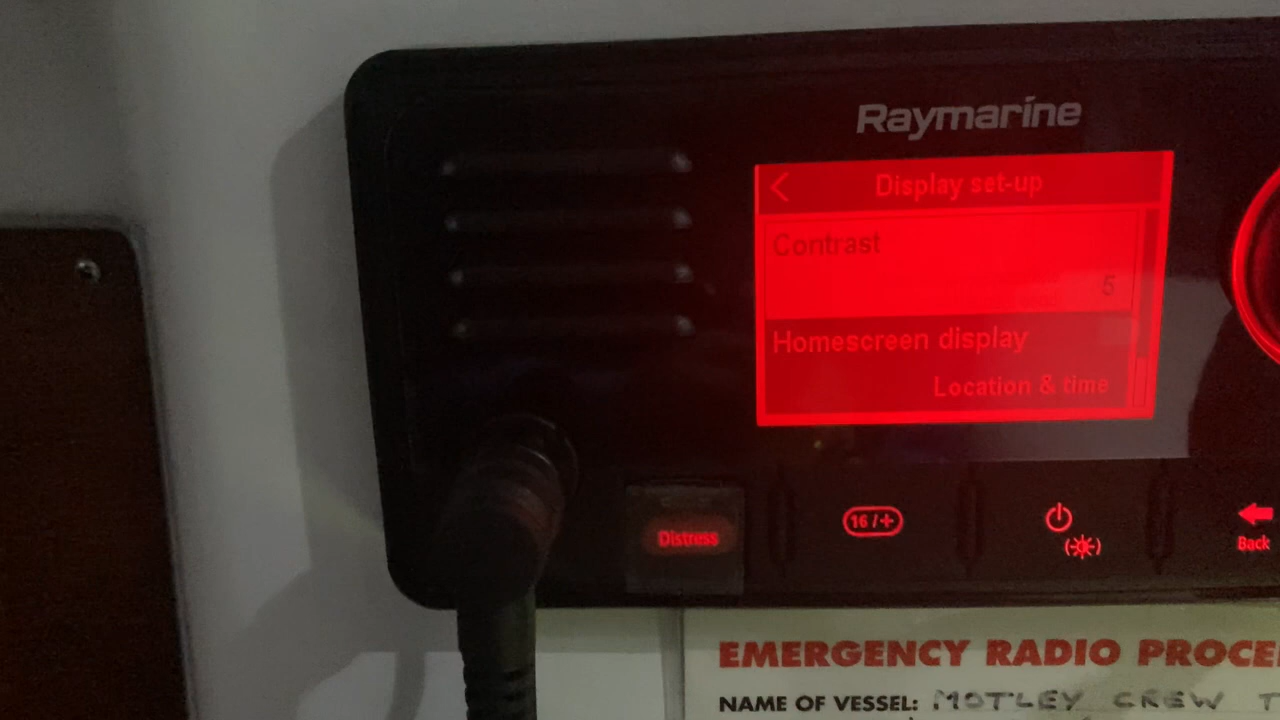 Raymarine
Display set-up
Contrast
5
Homescreen display
Location & time
Distress
16/+
Back
EMERGENCY RADIO PROCE
NAME OF VESSEL: MOTLEY CREW T